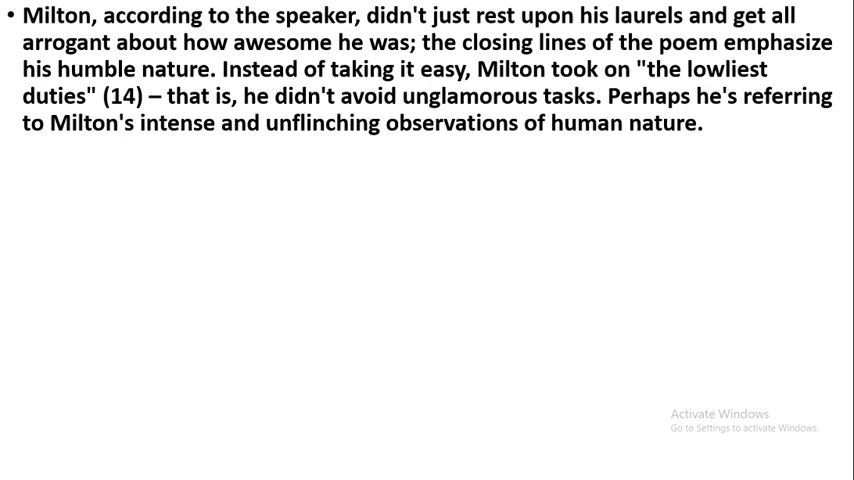 • Milton, according to the speaker, didn't just rest upon his laurels and get all
arrogant about how awesome he was; the closing lines of the poem emphasize
his humble nature. Instead of taking it easy, Milton took on "the lowliest
duties" (14) – that is, he didn't avoid unglamorous tasks. Perhaps he's referring
to Milton's intense and unflinching observations of human nature.
Activate Windows
Go to Settings to activate Windows.